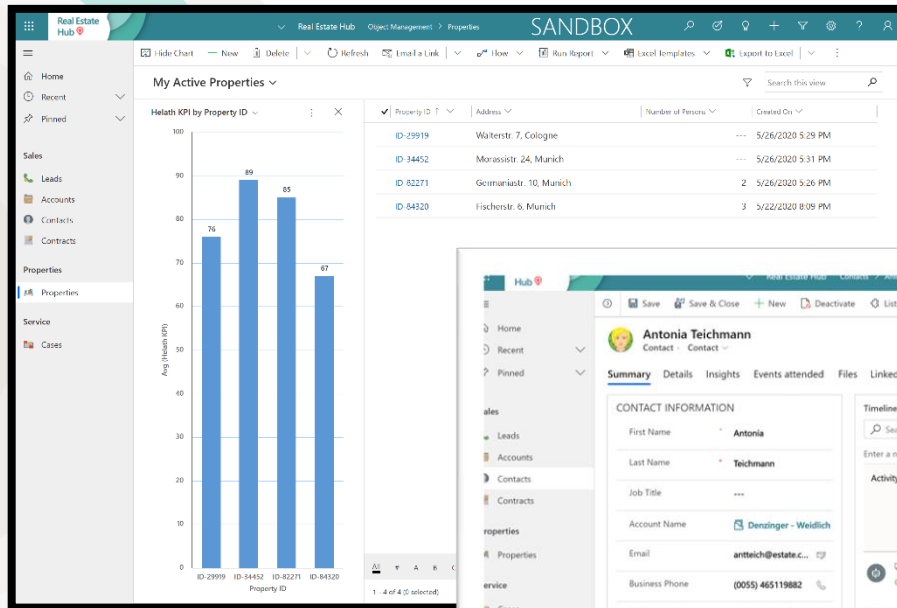 Real Estate
Hub
Real Estate Hub Object Management > Properties
SANDBOX
Hide Chart New Delete Refresh Email a Link Flow Run Report Excel Templates Export to Excel
Home
Recent
Pinned
Sales
Leads
Accounts
Contacts
Contracts
Properties
Properties
Service
Cases
My Active Properties
Search this view
Helath KPI by Property ID
100
90
80
70
60
50
40
30
20
10
0
Avg (Helath KPI)
76
89
85
67
ID-29919 ID-34452 ID-82271 ID-84320
Property ID
Property ID ↑ Address Number of Persons Created On
ID-29919 Walterstr. 7, Cologne --- 5/26/2020 5:29 PM
ID-34452 Morassistr. 24, Munich --- 5/26/2020 5:31 PM
ID-82271 Germaniastr. 10, Munich 2 5/26/2020 5:26 PM
ID-84320 Fischerstr. 6, Munich 3 5/22/2020 8:09 PM
All # A B C
1 - 4 of 4 (0 selected)
Hub
Real Estate Hub Contacts >
Save Save & Close New Deactivate List
Home
Recent
Pinned
ales
Leads
Accounts
Contacts
Contracts
roperties
Properties
ervice
Cases
Antonia Teichmann
Contact · Contact
Summary Details Insights Events attended Files Linked
CONTACT INFORMATION
First Name * Antonia
Last Name * Teichmann
Job Title ---
Account Name Denzinger - Weidlich
Email antteich@estate.c...
Business Phone (0055) 465119882
Timeline
Sea
Enter a n
Activity